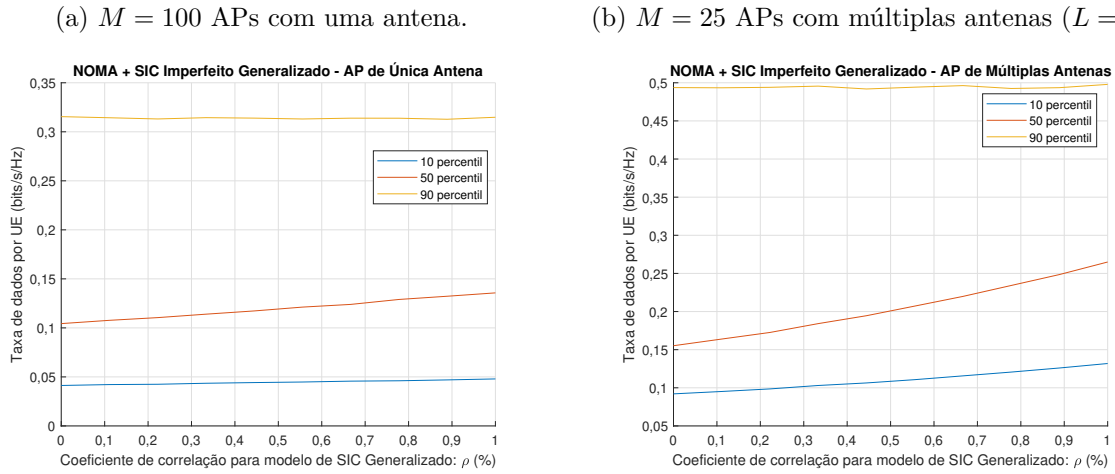 (a) M = 100 APs com uma antena.
(b) M = 25 APs com múltiplas antenas (L =
NOMA + SIC Imperfeito Generalizado - AP de Única Antena
0,35
0,3
0,25
0,2
0,15
0,1
0,05
0
Taxa de dados por UE (bits/s/Hz)
10 percentil
50 percentil
90 percentil
0 0,1 0,2 0,3 0,4 0,5 0,6 0,7 0,8 0,9 1
Coeficiente de correlação para modelo de SIC Generalizado: ρ (%)
NOMA + SIC Imperfeito Generalizado - AP de Múltiplas Antenas
0,5
0,45
0,4
0,35
0,3
0,25
0,2
0,15
0,1
0,05
Taxa de dados por UE (bits/s/Hz)
10 percentil
50 percentil
90 percentil
0 0,1 0,2 0,3 0,4 0,5 0,6 0,7 0,8 0,9 1
Coeficiente de correlação para modelo de SIC Generalizado: ρ (%)